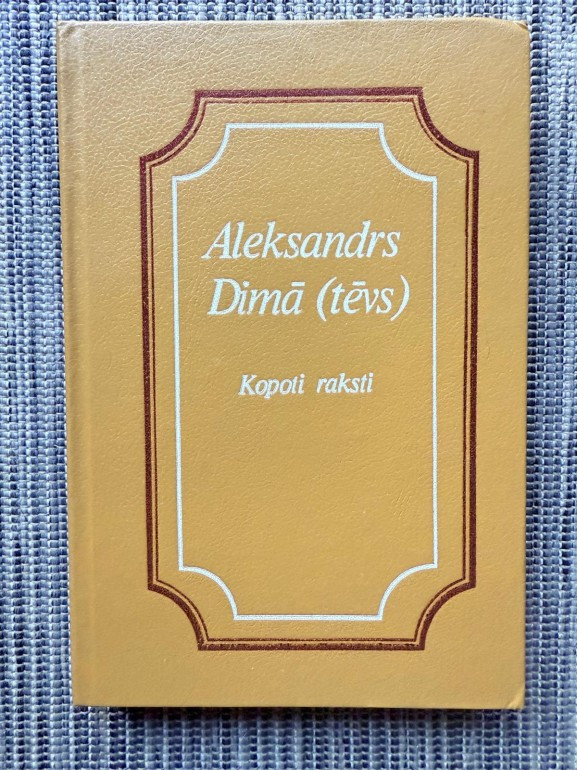 Aleksandrs
Dimā (tēvs)
Kopoti raksti